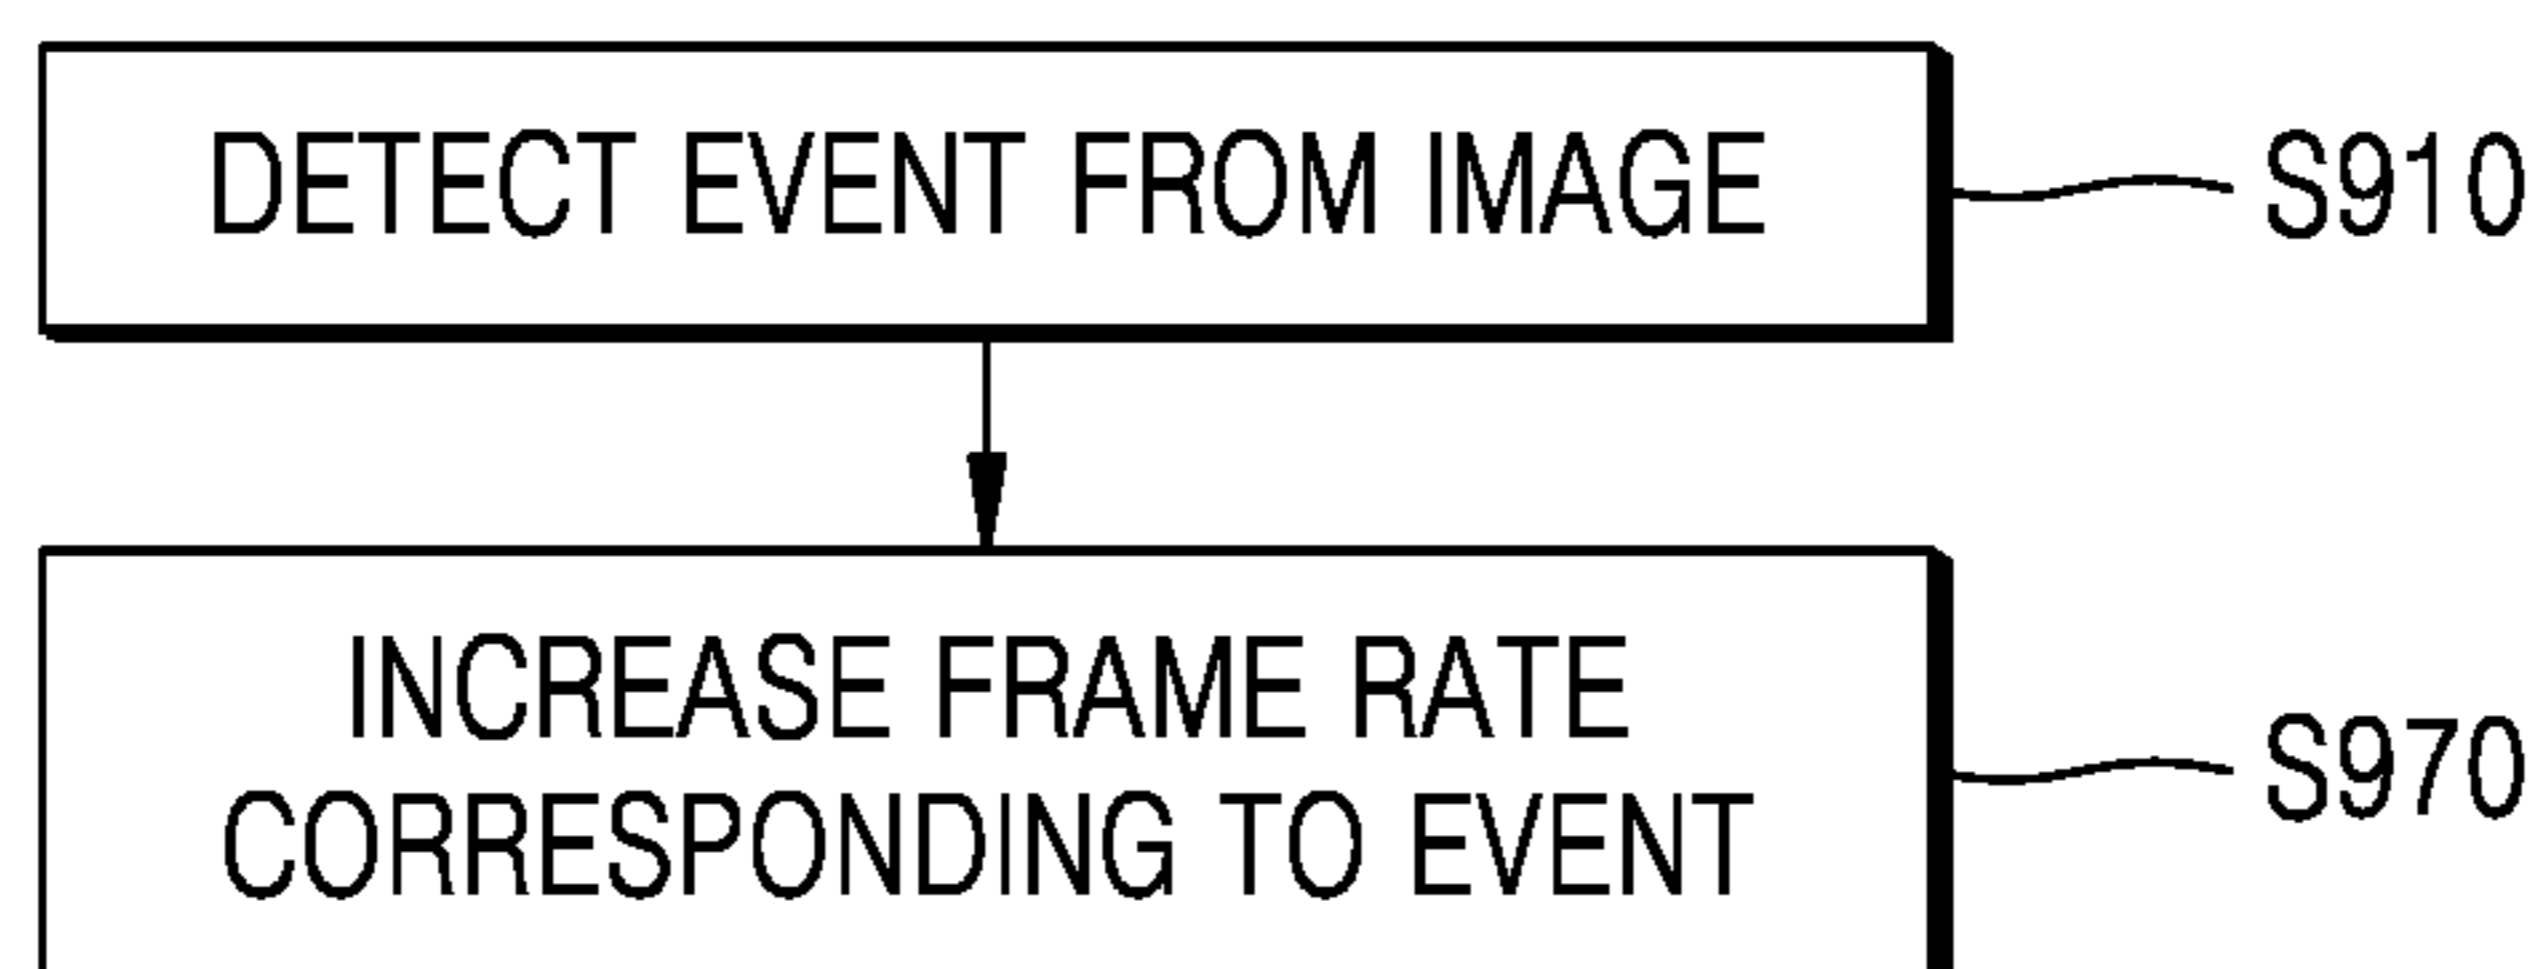 DETECT EVENT FROM IMAGE
S910
INCREASE FRAME RATE
CORRESPONDING TO EVENT
S970